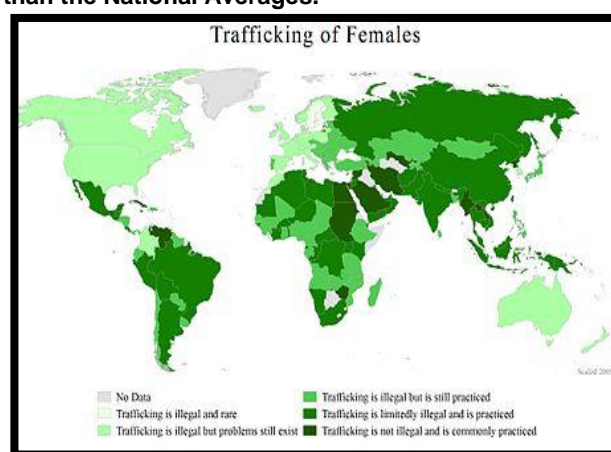 than the National Averages.
Trafficking of Females
Scaled 2009
No Data
Trafficking is illegal and rare
Trafficking is illegal but problems still exist
Trafficking is illegal but is still practiced
Trafficking is limitedly illegal and is practiced
Trafficking is not illegal and is commonly practiced